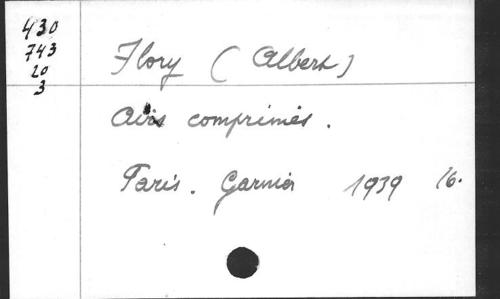 430
743
20
3
Flory (Albert)
Airs comprimés.
Paris. Garnier 1939 16.